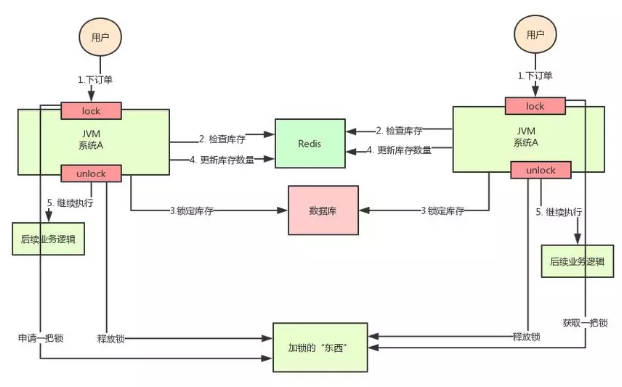 用户
用户
1.下订单
1.下订单
lock
lock
JVM
系统A
JVM
系统A
2. 检查库存
2. 检查库存
Redis
4. 更新库存数量
4. 更新库存数量
unlock
unlock
5. 继续执行
5. 继续执行
3.锁定库存
数据库
3.锁定库存
后续业务逻辑
后续业务逻辑
申请一把锁
释放锁
加锁的“东西”
释放锁
获取一把锁